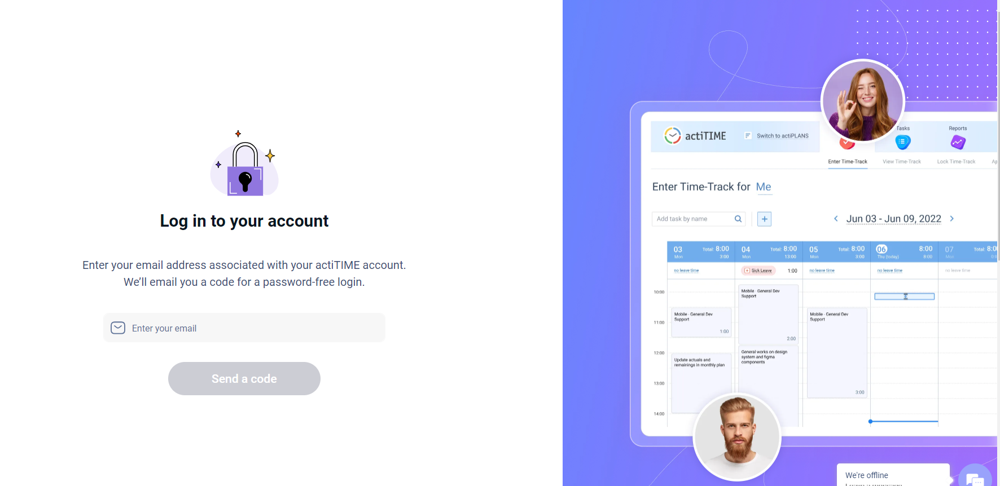 Log in to your account
Enter your email address associated with your actiTIME account.
We’ll email you a code for a password-free login.
Enter your email
Send a code
actiTIME
Switch to actiPLANS
Tasks
Reports
Enter Time-Track
View Time-Track
Lock Time-Track
Ap
Enter Time-Track for Me
Add task by name
+
Jun 03 - Jun 09, 2022
03 Total: 8:00
Mon 3:00
04 Total: 8:00
Mon 13:00
05 Total: 8:00
Mon 3:00
06 8:00
Thu (today) 8:00
07 Total: 8:0
Mon 0:
no leave time
Sick Leave 1:00
no leave time
no leave time
no leave time
10:00
11:00
12:00
13:00
14:00
Mobile - General Dev
Support
1:00
Update actuals and
remainings in monthly plan
Mobile - General Dev
Support
2:00
General works on design
system and figma
components
Mobile - General Dev
Support
3:00
We're offline
Leave a message